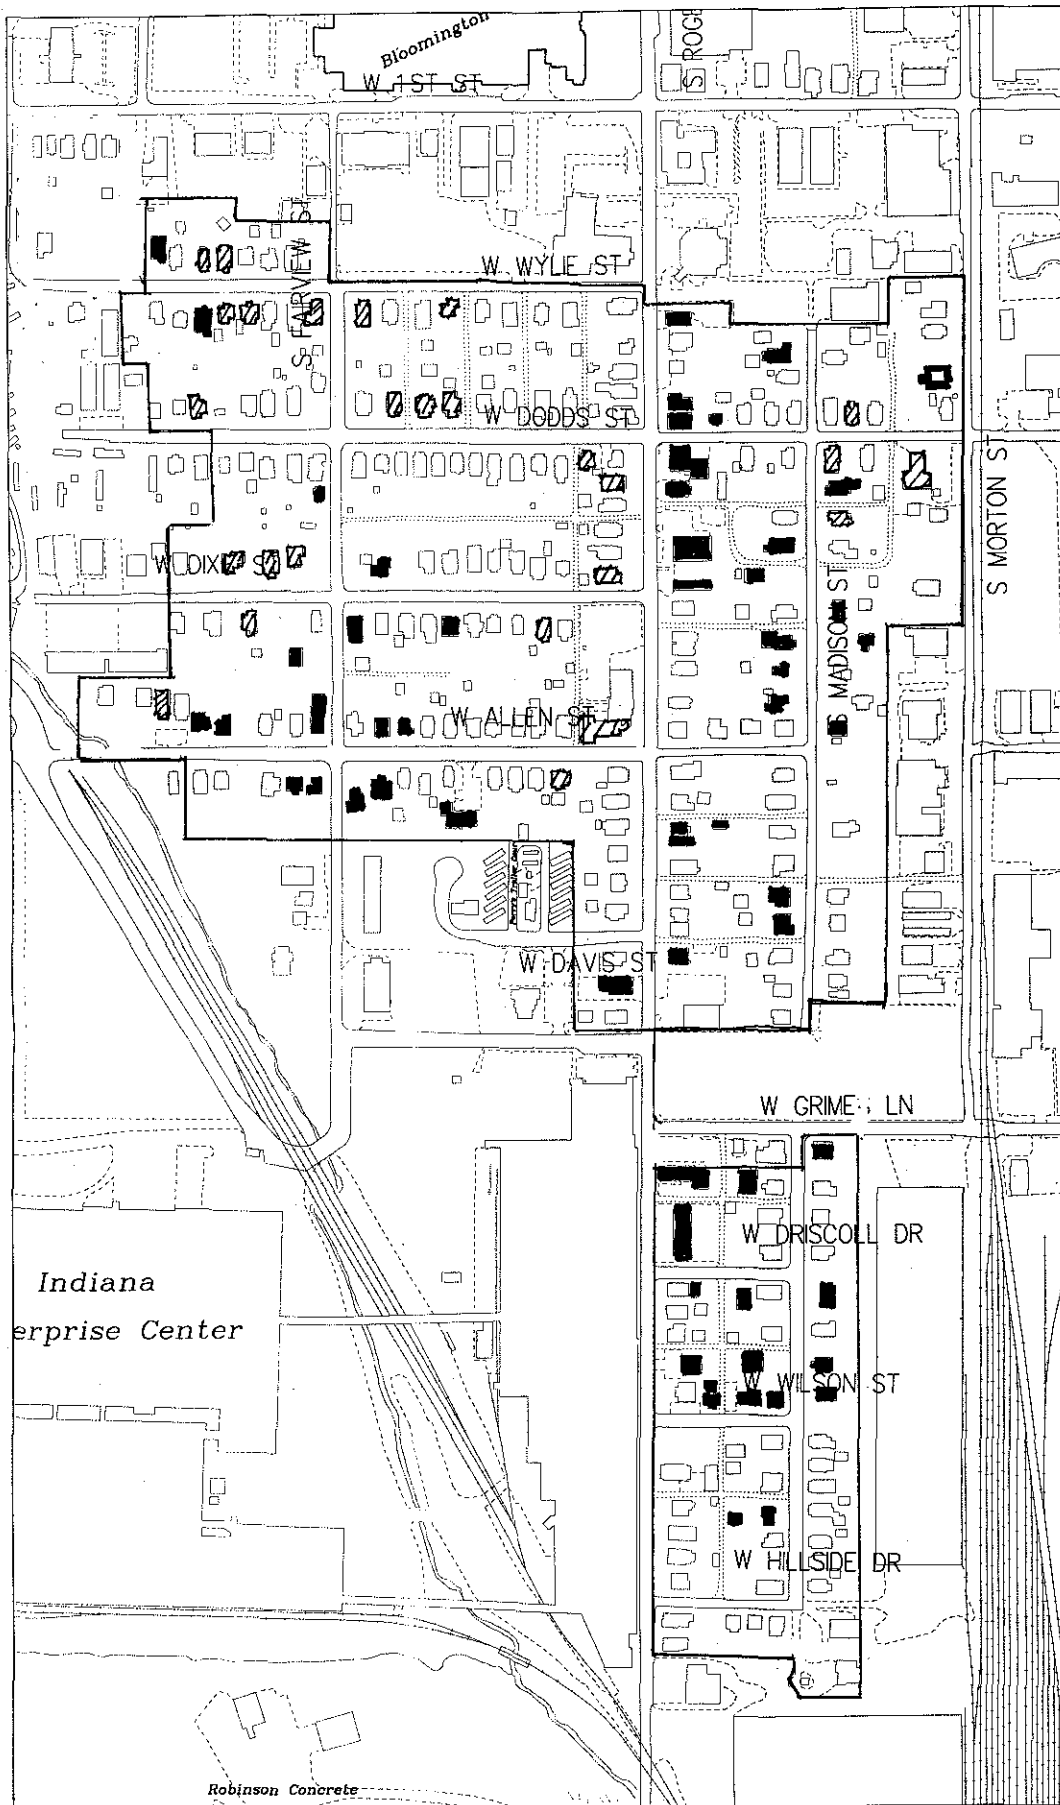 Bloomington
S ROGE
W 1ST ST
S FAIRVIEW ST
W WYLIE ST
W DODDS ST
S MORTON ST
W DIXIE ST
S MADISON ST
W ALLEN ST
W DAVIS ST
W GRIMES LN
W DRISCOLL DR
Indiana
erprise Center
W WILSON ST
W HILLSIDE DR
Robinson Concrete